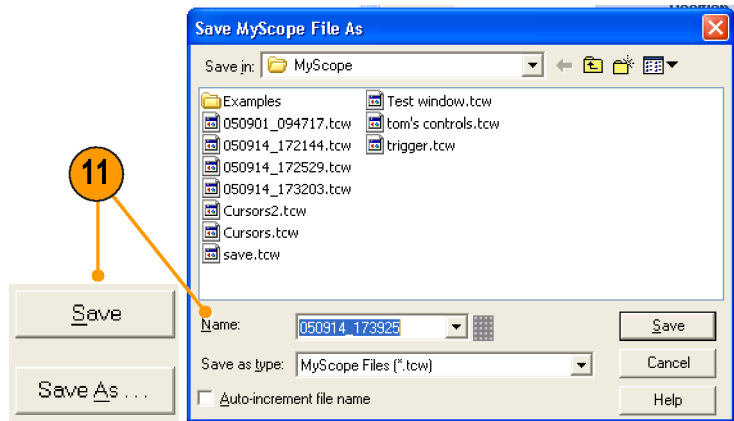 Save MyScope File As
Save in: MyScope
Examples
050901_094717.tcw
050914_172144.tcw
050914_172529.tcw
050914_173203.tcw
Cursors2.tcw
Cursors.tcw
save.tcw
Test window.tcw
tom's controls.tcw
trigger.tcw
11
Save
Save As . . .
Name: 050914_173925 Save
Save as type: MyScope Files (*.tcw) Cancel
Auto-increment file name Help